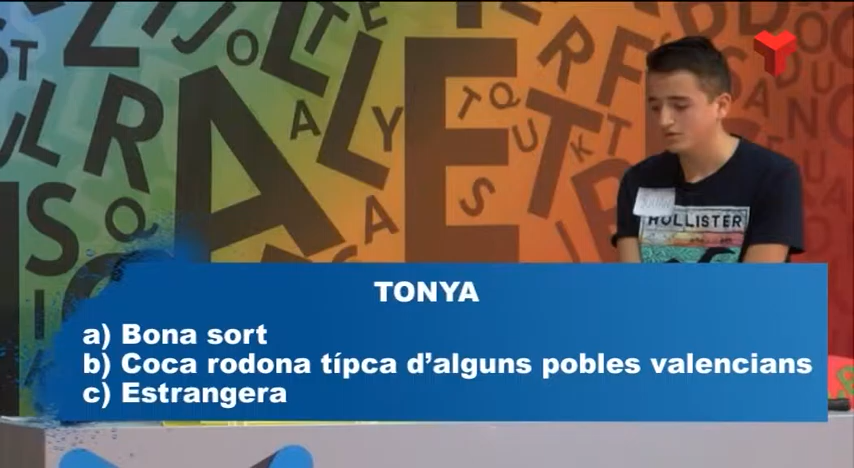 HOLLISTER
TONYA
a) Bona sort
b) Coca rodona típca d’alguns pobles valencians
c) Estrangera